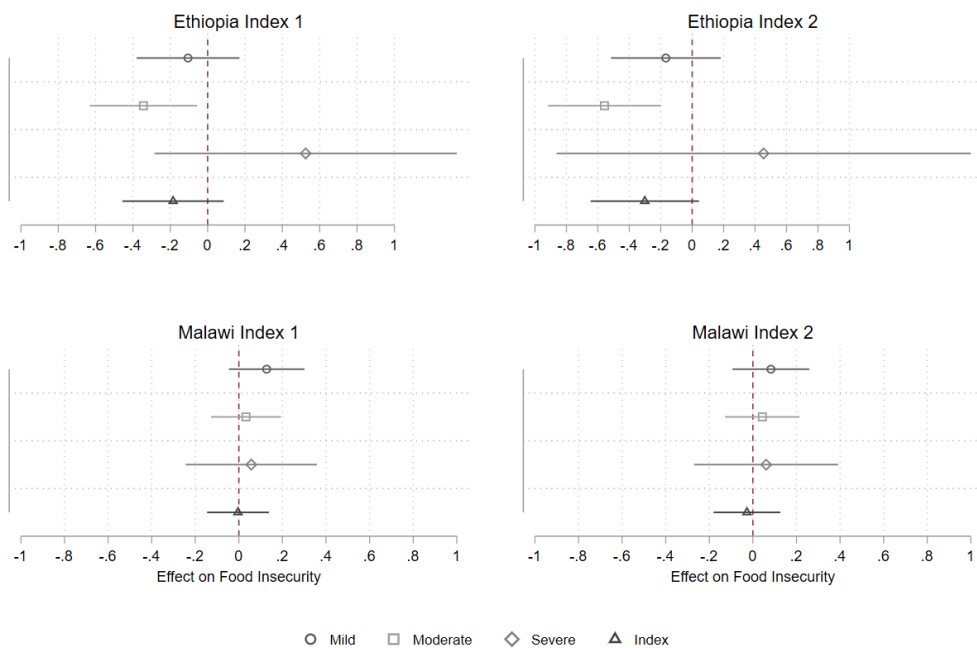 Ethiopia Index 1
-1 -.8 -.6 -.4 -.2 0 .2 .4 .6 .8 1
Ethiopia Index 2
-1 -.8 -.6 -.4 -.2 0 .2 .4 .6 .8 1
Malawi Index 1
-1 -.8 -.6 -.4 -.2 0 .2 .4 .6 .8 1
Effect on Food Insecurity
Malawi Index 2
-1 -.8 -.6 -.4 -.2 0 .2 .4 .6 .8 1
Effect on Food Insecurity
Mild Moderate Severe Index